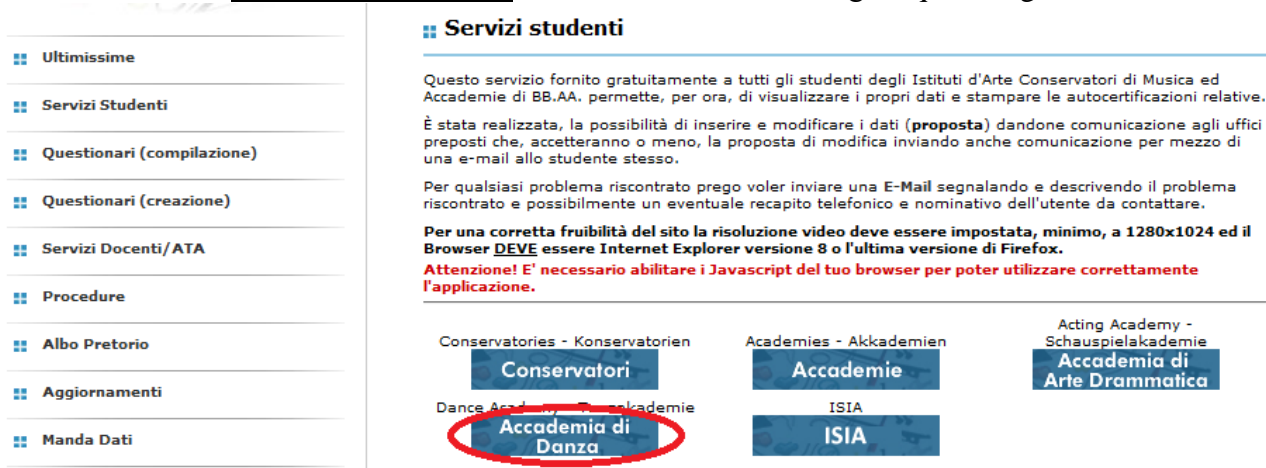 Ultimissime
Servizi Studenti
Questionari (compilazione)
Questionari (creazione)
Servizi Docenti/ATA
Procedure
Albo Pretorio
Aggiornamenti
Manda Dati
Servizi studenti
Questo servizio fornito gratuitamente a tutti gli studenti degli Istituti d'Arte Conservatori di Musica ed
Accademie di BB.AA. permette, per ora, di visualizzare i propri dati e stampare le autocertificazioni relative.
È stata realizzata, la possibilità di inserire e modificare i dati (proposta) dandone comunicazione agli uffici
preposti che, accetteranno o meno, la proposta di modifica inviando anche comunicazione per mezzo di
una e-mail allo studente stesso.
Per qualsiasi problema riscontrato prego voler inviare una E-Mail segnalando e descrivendo il problema
riscontrato e possibilmente un eventuale recapito telefonico e nominativo dell'utente da contattare.
Per una corretta fruibilità del sito la risoluzione video deve essere impostata, minimo, a 1280x1024 ed il
Browser DEVE essere Internet Explorer versione 8 o l'ultima versione di Firefox.
Attenzione! E' necessario abilitare i Javascript del tuo browser per poter utilizzare correttamente
l'applicazione.
Conservatories - Konservatorien
Conservatori
Academies - Akkademien
Accademie
Acting Academy -
Schauspielakademie
Accademia di
Arte Drammatica
Dance Academy -
Accademia di
Danza
ISIA
ISIA